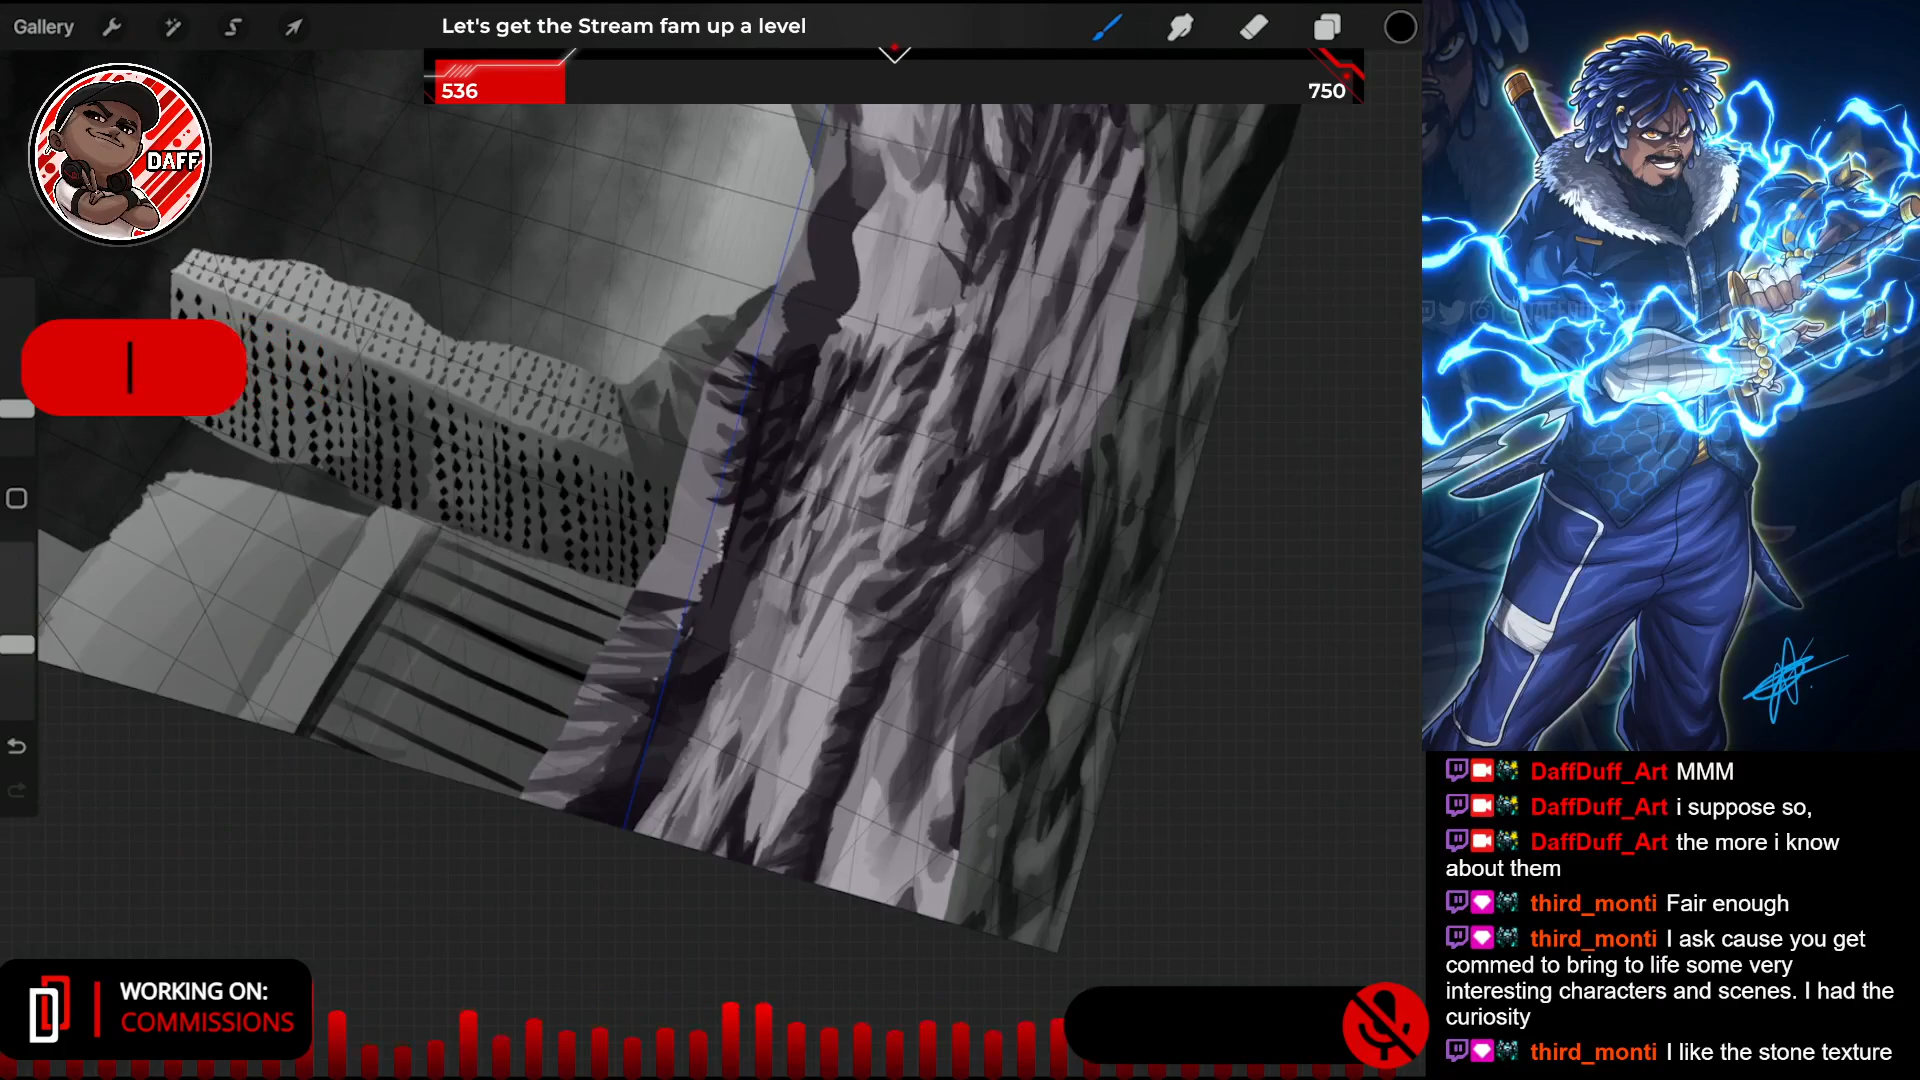 Gallery
Let's get the Stream fam up a level
536
750
DAFF
WORKING ON:
COMMISSIONS
DaffDuff_Art MMM
DaffDuff_Art i suppose so,
DaffDuff_Art the more i know
about them
third_monti Fair enough
third_monti I ask cause you get
commed to bring to life some very
interesting characters and scenes. I had the
curiosity
third_monti I like the stone texture